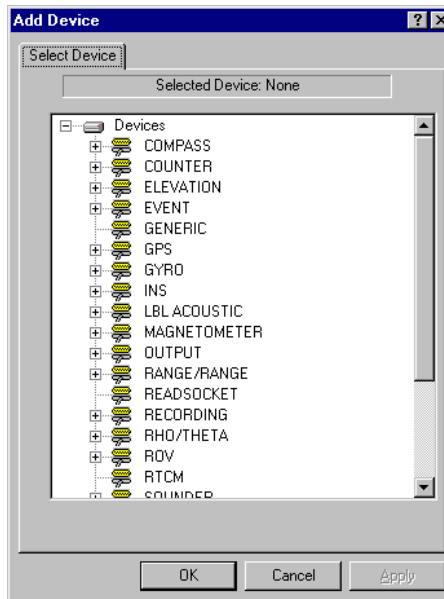 Add Device
Select Device
Selected Device: None
Devices
COMPASS
COUNTER
ELEVATION
EVENT
GENERIC
GPS
GYRO
INS
LBL ACOUSTIC
MAGNETOMETER
OUTPUT
RANGE/RANGE
READSOCKET
RECORDING
RHO/THETA
ROV
RTCM
SOUNDER
OK Cancel Apply